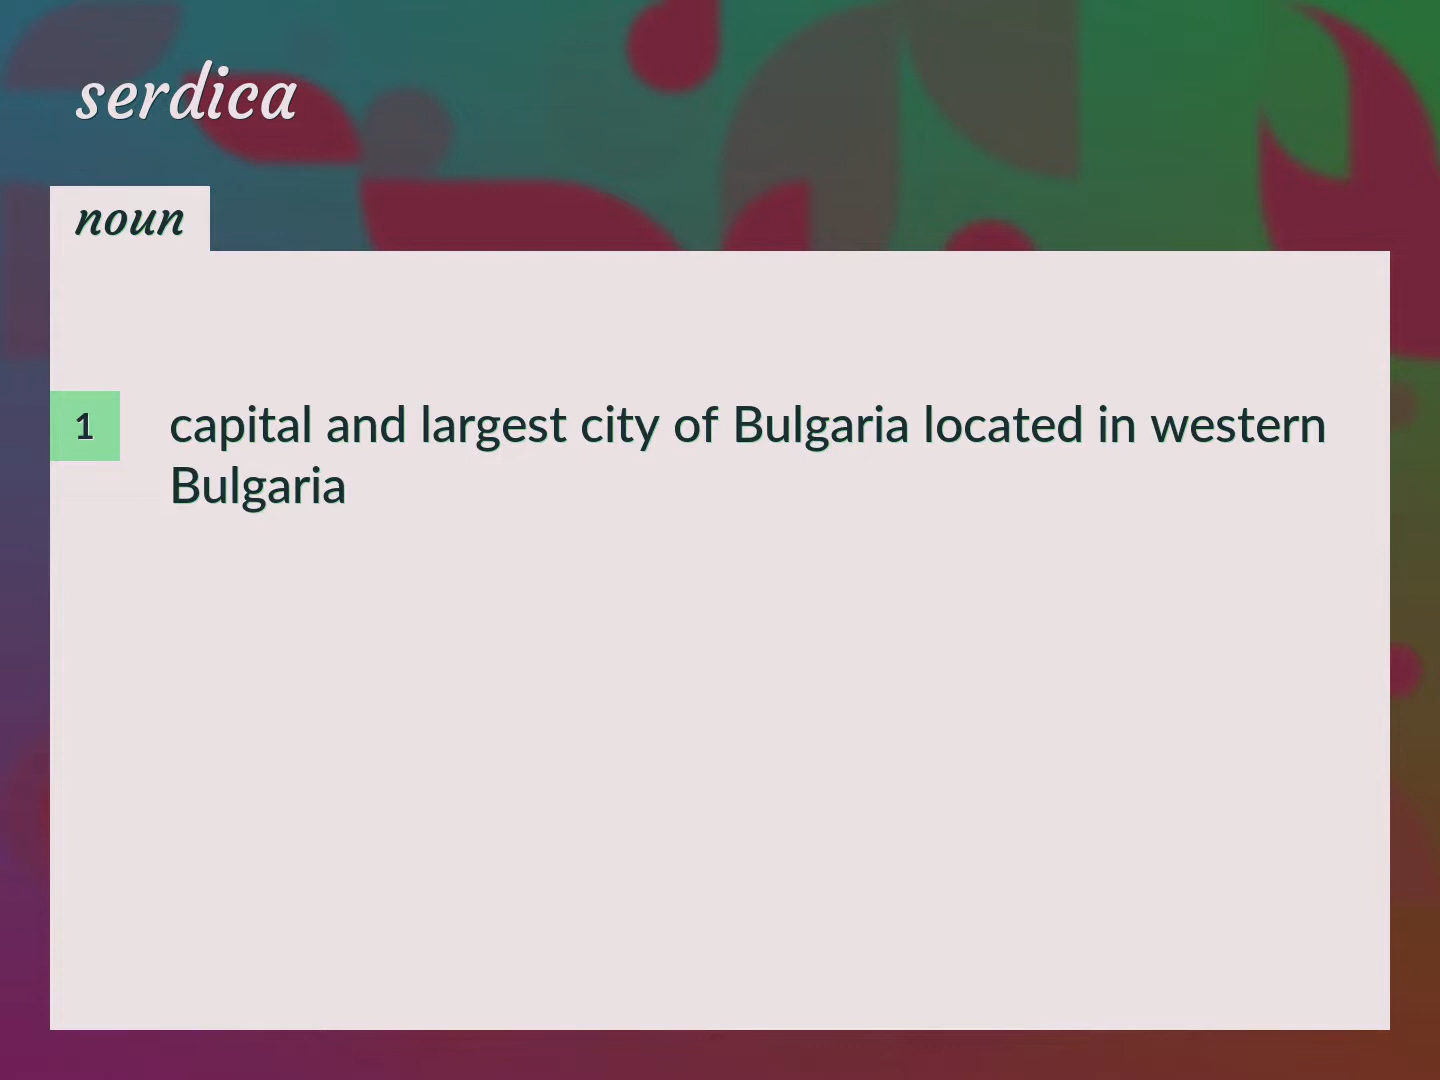 serdica
noun
1
capital and largest city of Bulgaria located in western
Bulgaria